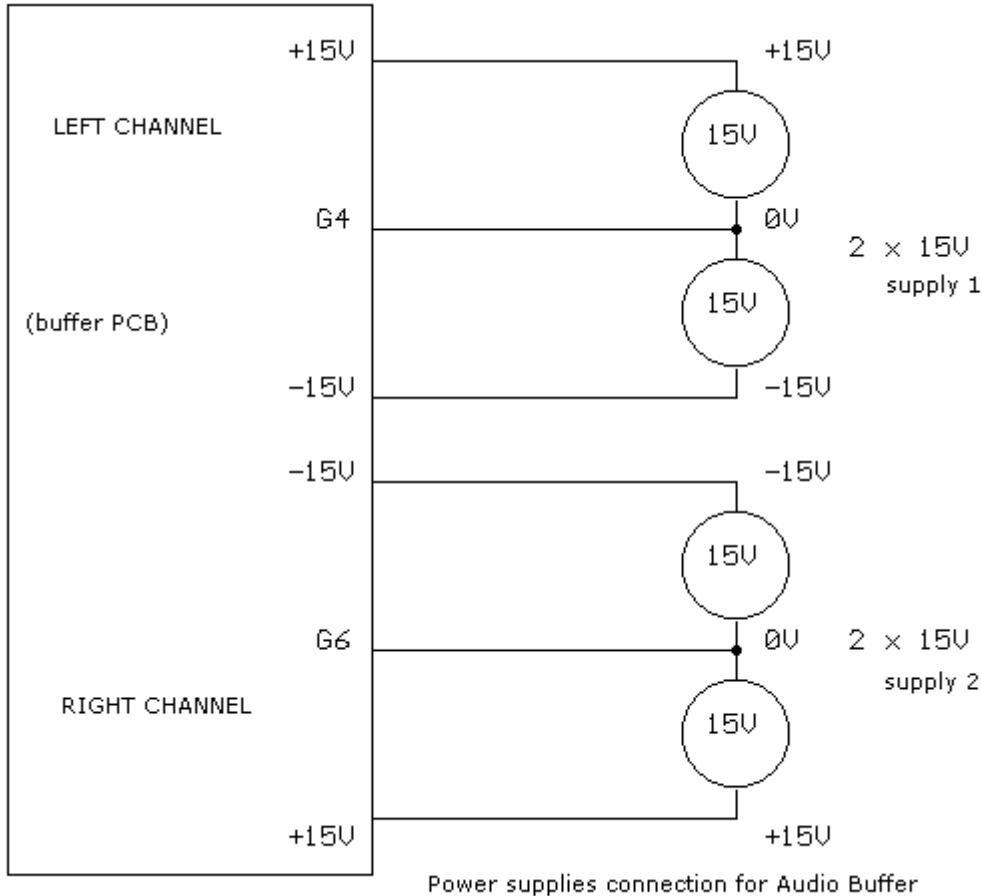 +15V +15V
LEFT CHANNEL 15V
G4 0V
2 × 15V
supply 1
15V
(buffer PCB)
-15V -15V
-15V -15V
15V
G6 0V 2 × 15V
supply 2
RIGHT CHANNEL 15V
+15V +15V
Power supplies connection for Audio Buffer